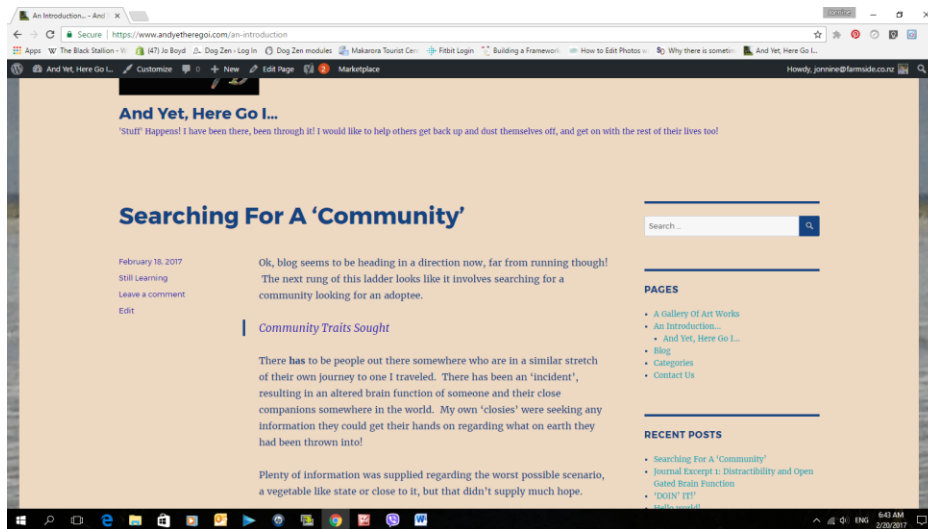 An Introduction... - And Y
Secure | https://www.andyetheregoi.com/an-introduction
Apps The Black Stallion - W (47) Jo Boyd Dog Zen › Log In Dog Zen modules Makarora Tourist Cen Fitbit Login Building a Framework How to Edit Photos w Why there is sometim And Yet, Here Go I...
And Yet, Here Go I... Customize 0 New Edit Page 2 Marketplace Howdy, jonnine@farmside.co.nz
And Yet, Here Go I...
'Stuff' Happens! I have been there, been through it! I would like to help others get back up and dust themselves off, and get on with the rest of their lives too!
Searching For A 'Community'
February 18, 2017
Still Learning
Leave a comment
Edit
Ok, blog seems to be heading in a direction now, far from running though!
The next rung of this ladder looks like it involves searching for a
community looking for an adoptee.
Community Traits Sought
There has to be people out there somewhere who are in a similar stretch
of their own journey to one I traveled. There has been an 'incident',
resulting in an altered brain function of someone and their close
companions somewhere in the world. My own 'closies' were seeking any
information they could get their hands on regarding what on earth they
had been thrown into!
Plenty of information was supplied regarding the worst possible scenario,
a vegetable like state or close to it, but that didn't supply much hope.
Search ...
PAGES
A Gallery Of Art Works
An Introduction...
And Yet, Here Go I...
Blog
Categories
Contact Us
RECENT POSTS
Searching For A 'Community'
Journal Excerpt 1: Distractibility and Open
Gated Brain Function
'DOIN' IT!'
Hello world!
ENG
6:43 AM
2/20/2017